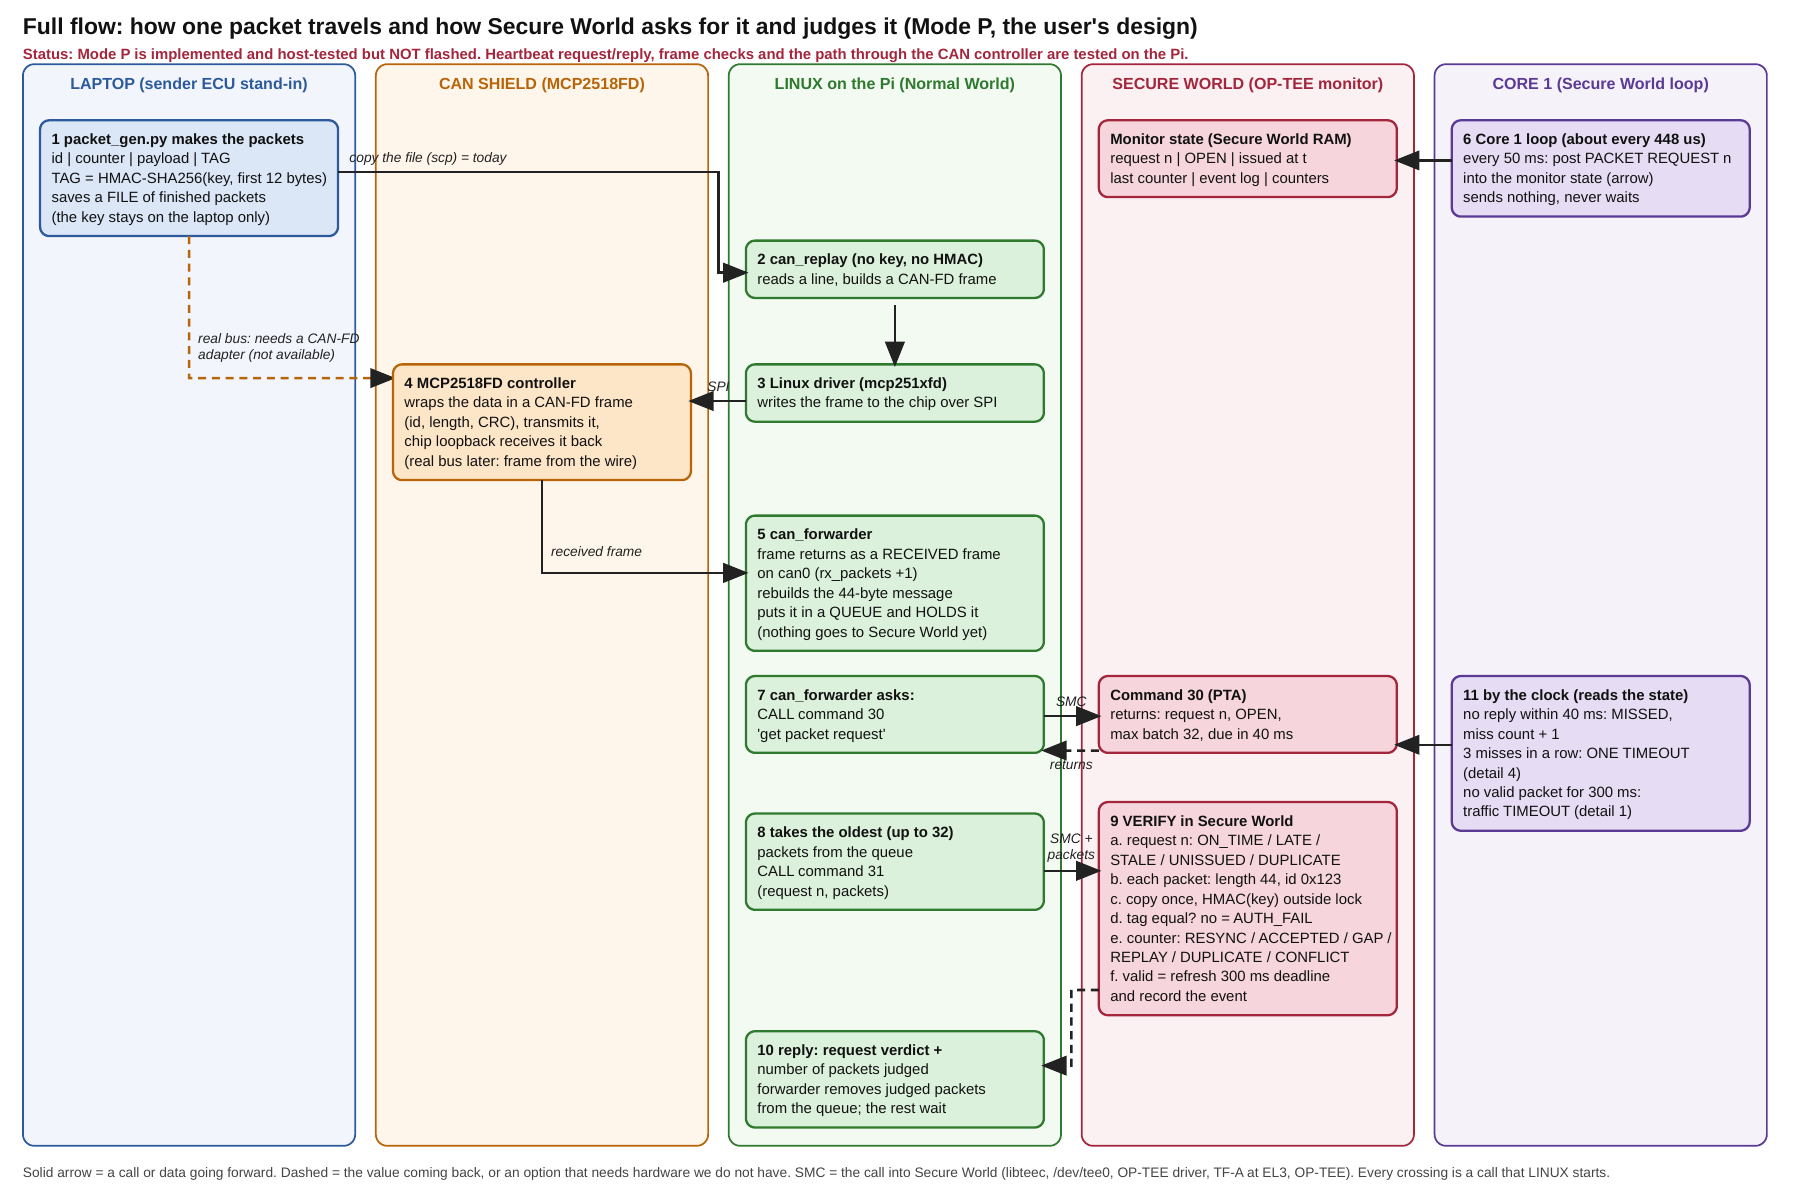 Full flow: how one packet travels and how Secure World asks for it and judges it (Mode P, the user's design)
Status: Mode P is implemented and host-tested but NOT flashed. Heartbeat request/reply, frame checks and the path through the CAN controller are tested on the Pi.
LAPTOP (sender ECU stand-in)
1 packet_gen.py makes the packets
id | counter | payload | TAG
TAG = HMAC-SHA256(key, first 12 bytes)
saves a FILE of finished packets
(the key stays on the laptop only)
copy the file (scp) = today
real bus: needs a CAN-FD
adapter (not available)
CAN SHIELD (MCP2518FD)
4 MCP2518FD controller
wraps the data in a CAN-FD frame
(id, length, CRC), transmits it,
chip loopback receives it back
(real bus later: frame from the wire)
SPI
received frame
LINUX on the Pi (Normal World)
2 can_replay (no key, no HMAC)
reads a line, builds a CAN-FD frame
3 Linux driver (mcp251xfd)
writes the frame to the chip over SPI
5 can_forwarder
frame returns as a RECEIVED frame
on can0 (rx_packets +1)
rebuilds the 44-byte message
puts it in a QUEUE and HOLDS it
(nothing goes to Secure World yet)
7 can_forwarder asks:
CALL command 30
'get packet request'
SMC
returns
8 takes the oldest (up to 32)
packets from the queue
CALL command 31
(request n, packets)
SMC +
packets
10 reply: request verdict +
number of packets judged
forwarder removes judged packets
from the queue; the rest wait
SECURE WORLD (OP-TEE monitor)
Monitor state (Secure World RAM)
request n | OPEN | issued at t
last counter | event log | counters
Command 30 (PTA)
returns: request n, OPEN,
max batch 32, due in 40 ms
9 VERIFY in Secure World
a. request n: ON_TIME / LATE /
STALE / UNISSUED / DUPLICATE
b. each packet: length 44, id 0x123
c. copy once, HMAC(key) outside lock
d. tag equal? no = AUTH_FAIL
e. counter: RESYNC / ACCEPTED / GAP /
REPLAY / DUPLICATE / CONFLICT
f. valid = refresh 300 ms deadline
and record the event
CORE 1 (Secure World loop)
6 Core 1 loop (about every 448 us)
every 50 ms: post PACKET REQUEST n
into the monitor state (arrow)
sends nothing, never waits
11 by the clock (reads the state)
no reply within 40 ms: MISSED,
miss count + 1
3 misses in a row: ONE TIMEOUT
(detail 4)
no valid packet for 300 ms:
traffic TIMEOUT (detail 1)
Solid arrow = a call or data going forward. Dashed = the value coming back, or an option that needs hardware we do not have. SMC = the call into Secure World (libteec, /dev/tee0, OP-TEE driver, TF-A at EL3, OP-TEE). Every crossing is a call that LINUX starts.